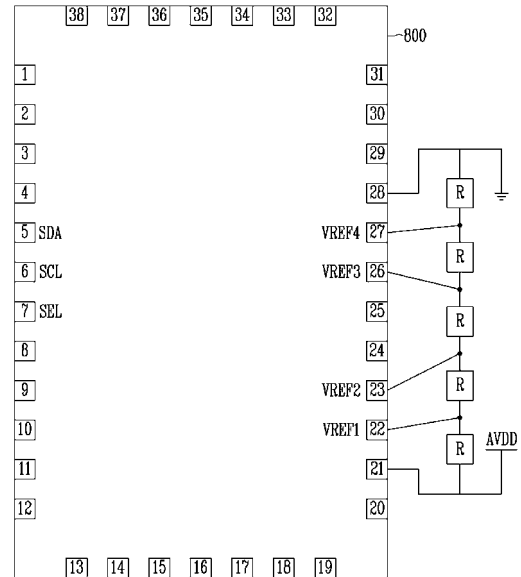 38 37 36 35 34 33 32
800
1 31
2 30
3 29
4 28 R
5 SDA VREF4 27
6 SCL VREF3 26 R
7 SEL 25 R
8 24
9 VREF2 23 R
10 VREF1 22
R AVDD
11 21
12 20
13 14 15 16 17 18 19